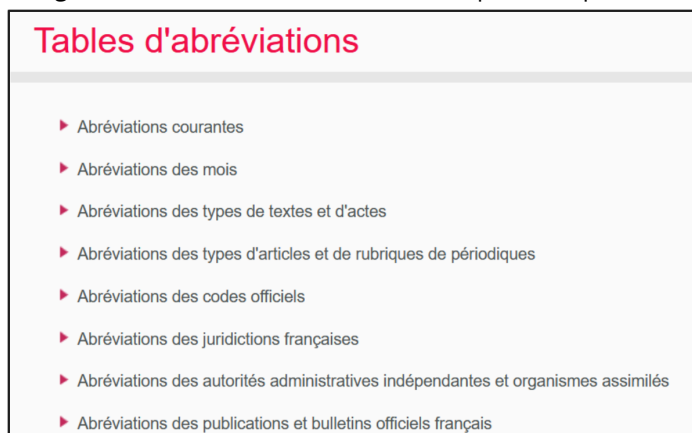 Tables d'abréviations
Abréviations courantes
Abréviations des mois
Abréviations des types de textes et d'actes
Abréviations des types d'articles et de rubriques de périodiques
Abréviations des codes officiels
Abréviations des juridictions françaises
Abréviations des autorités administratives indépendantes et organismes assimilés
Abréviations des publications et bulletins officiels français